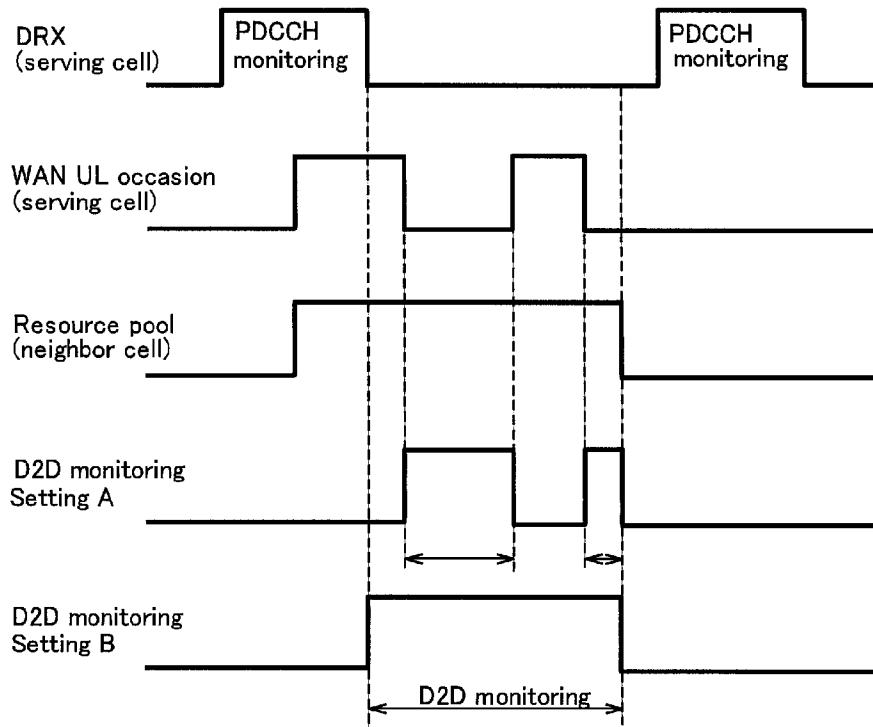 DRX
(serving cell)
PDCCH
monitoring
PDCCH
monitoring
WAN UL occasion
(serving cell)
Resource pool
(neighbor cell)
D2D monitoring
Setting A
D2D monitoring
Setting B
D2D monitoring